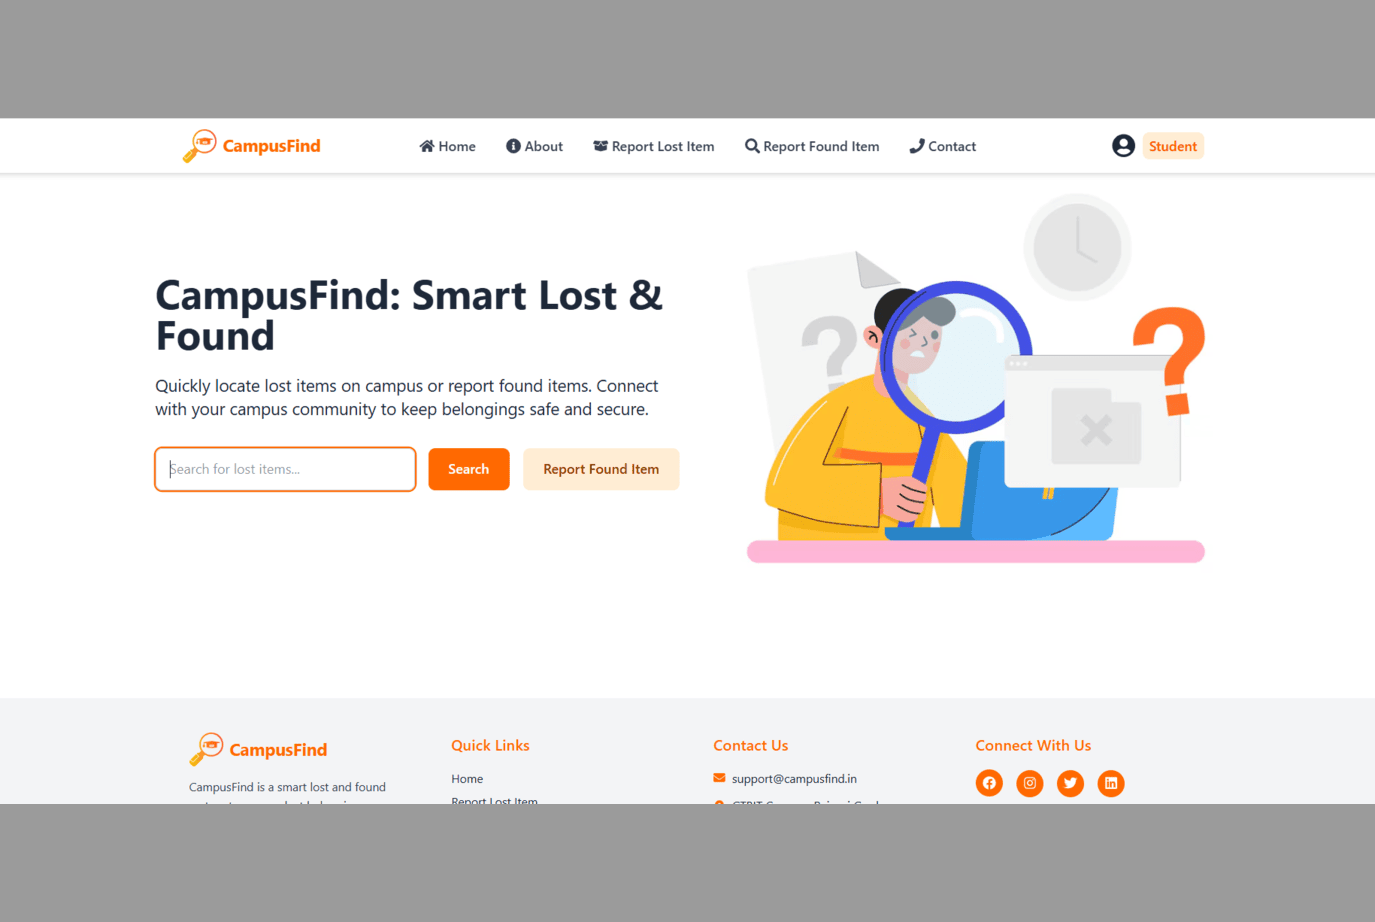 CampusFind
Home
About
Report Lost Item
Report Found Item
Contact
Student
CampusFind: Smart Lost &
Found
Quickly locate lost items on campus or report found items. Connect
with your campus community to keep belongings safe and secure.
Search for lost items...
Search
Report Found Item
?
?
CampusFind
CampusFind is a smart lost and found
Quick Links
Home
Report Lost Item
Contact Us
support@campusfind.in
Connect With Us